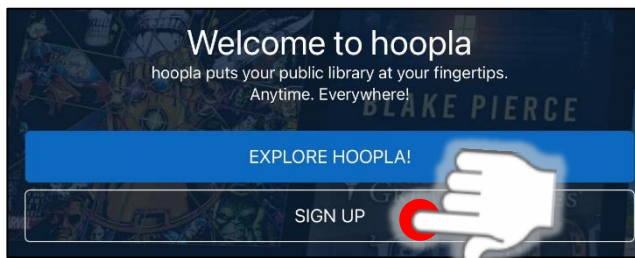 Welcome to hoopla
hoopla puts your public library at your fingertips.
Anytime. Everywhere!
BLAKE PIERCE
EXPLORE HOOPLA!
SIGN UP